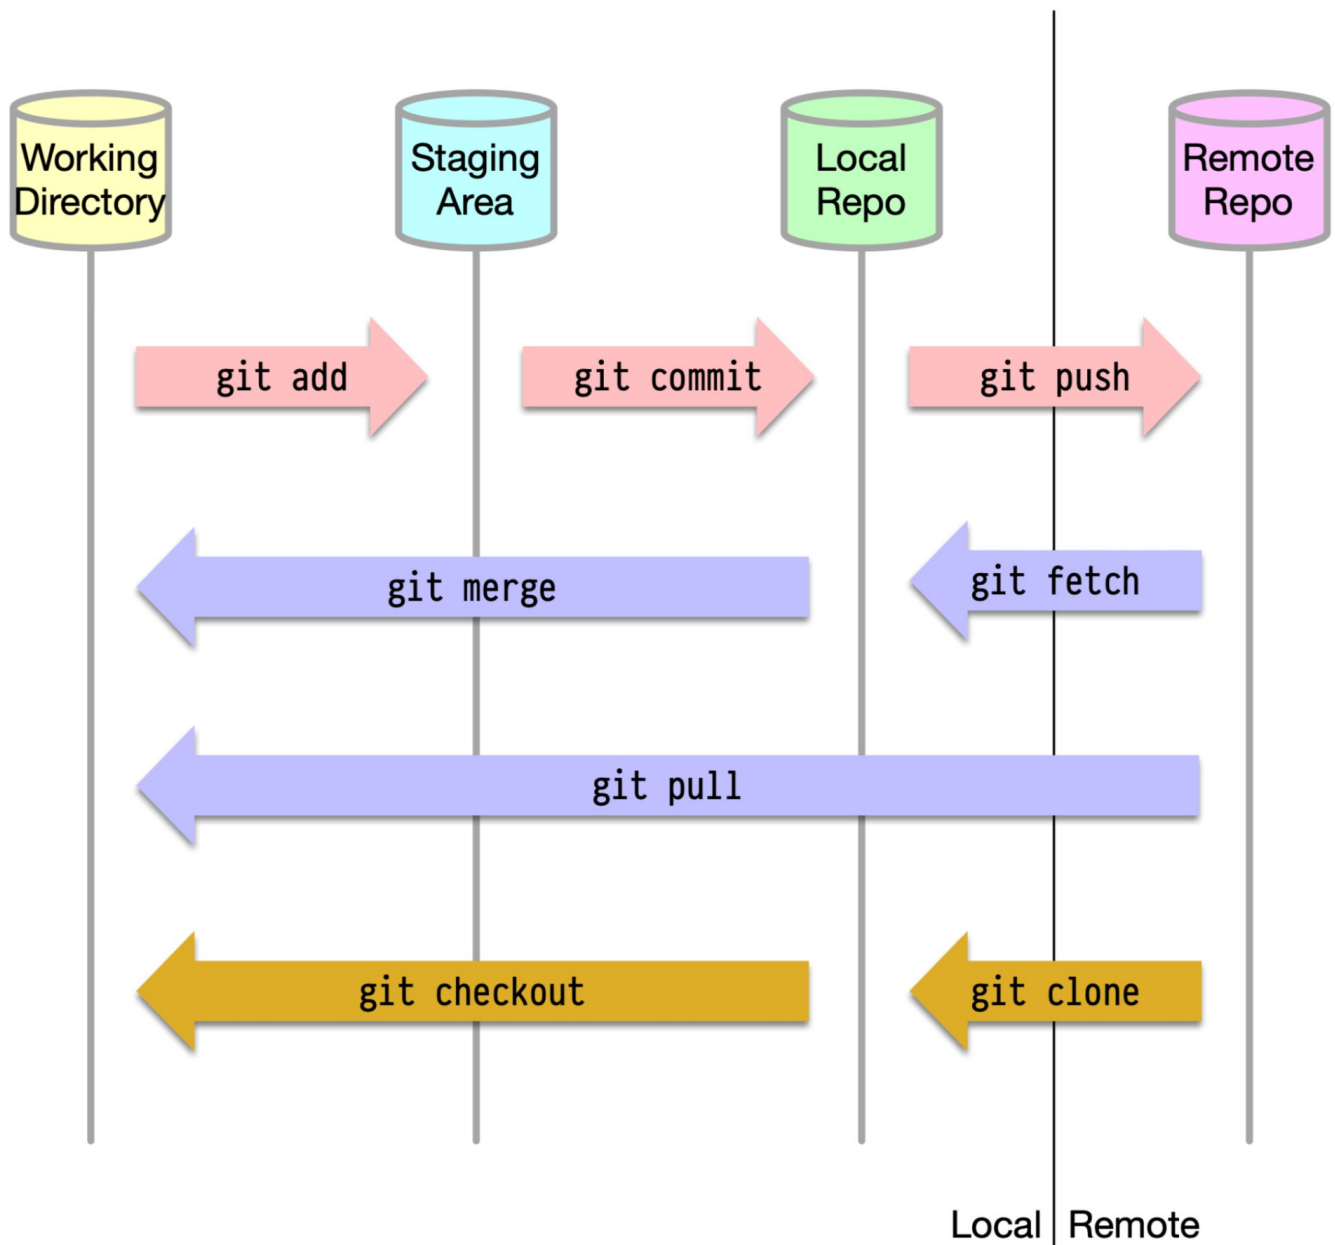 Working
Directory
Staging
Area
Local
Repo
Remote
Repo
git add
git commit
git push
git merge
git fetch
git pull
git checkout
git clone
Local
Remote